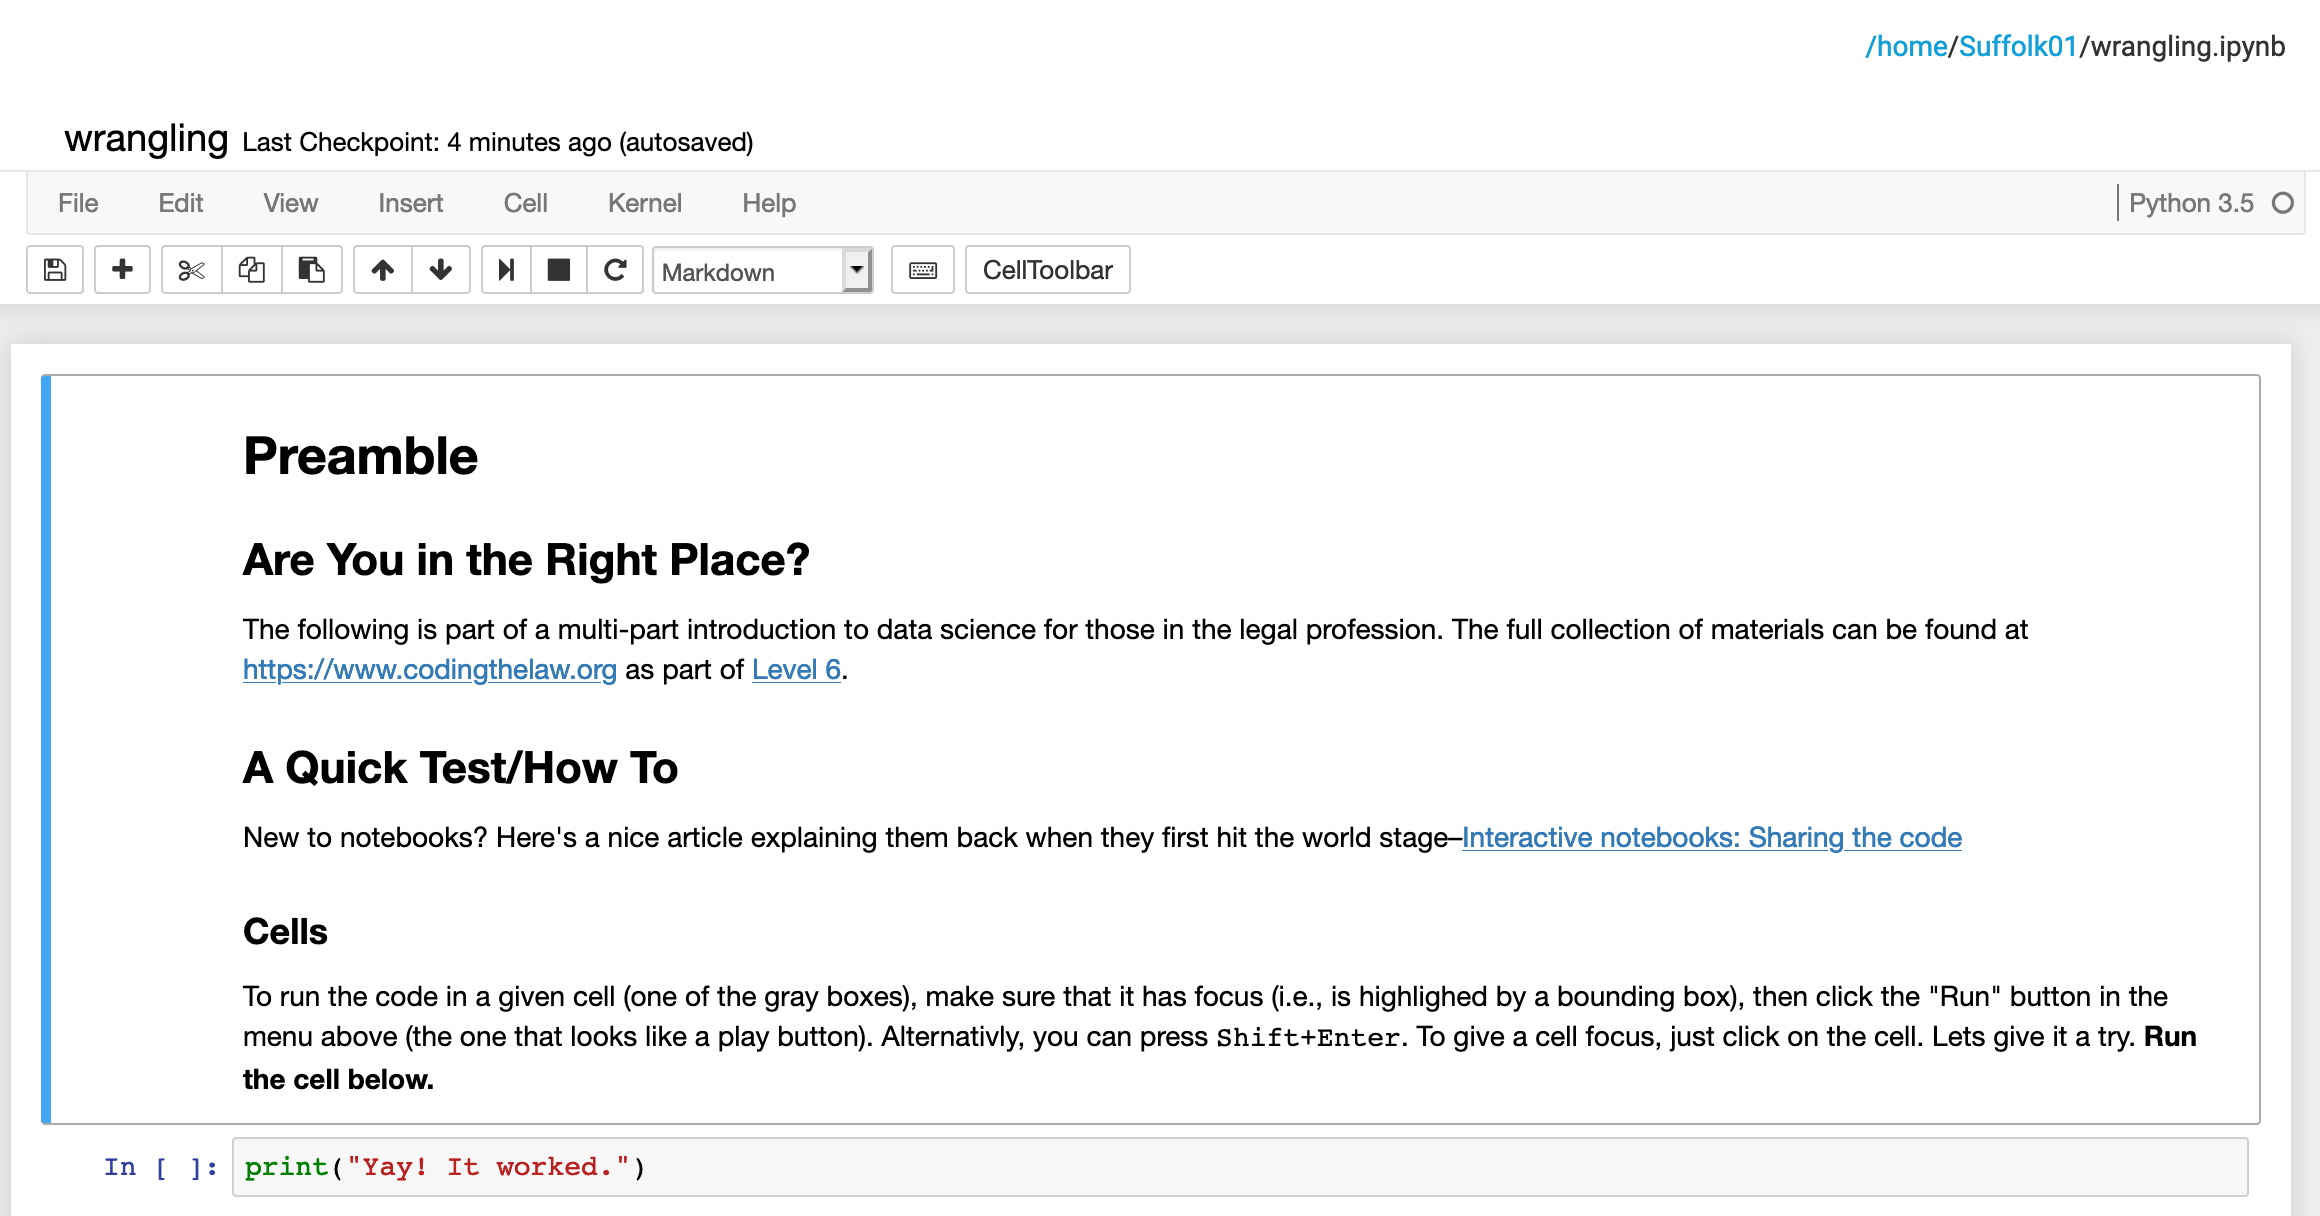 /home/Suffolk01/wrangling.ipynb
wrangling Last Checkpoint: 4 minutes ago (autosaved)
File Edit View Insert Cell Kernel Help Python 3.5
Markdown CellToolbar
Preamble
Are You in the Right Place?
The following is part of a multi-part introduction to data science for those in the legal profession. The full collection of materials can be found at
https://www.codingthelaw.org as part of Level 6.
A Quick Test/How To
New to notebooks? Here's a nice article explaining them back when they first hit the world stage–Interactive notebooks: Sharing the code
Cells
To run the code in a given cell (one of the gray boxes), make sure that it has focus (i.e., is highlighed by a bounding box), then click the "Run" button in the
menu above (the one that looks like a play button). Alternativly, you can press Shift+Enter. To give a cell focus, just click on the cell. Lets give it a try. Run
the cell below.
In [ ]: print("Yay! It worked.")